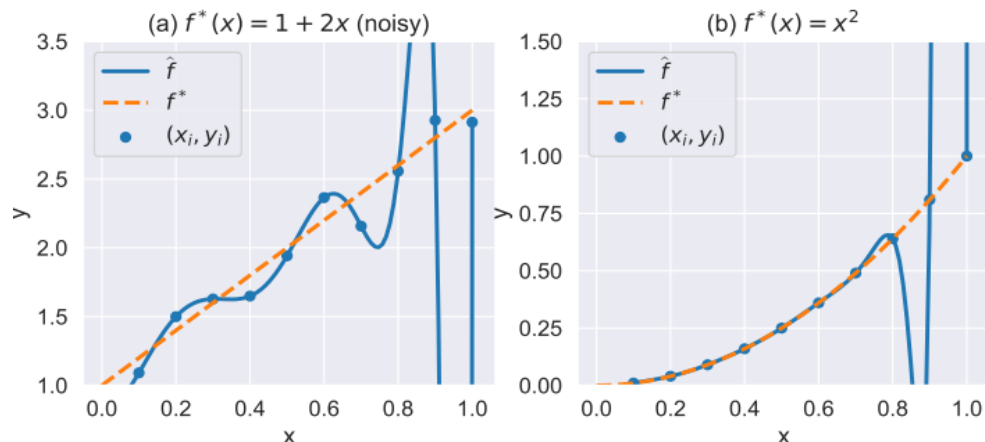 (a) f*(x) = 1 + 2x (noisy)
3.5
3.0
2.5
2.0
1.5
1.0
y
f̂
f*
(xᵢ, yᵢ)
0.0 0.2 0.4 0.6 0.8 1.0
x
(b) f*(x) = x²
1.50
1.25
1.00
0.75
0.50
0.25
0.00
y
f̂
f*
(xᵢ, yᵢ)
0.0 0.2 0.4 0.6 0.8 1.0
x